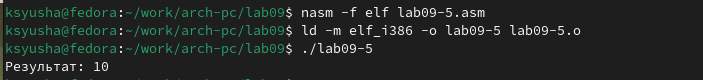 ksyusha@fedora:~/work/arch-pc/lab09$ nasm -f elf lab09-5.asm
ksyusha@fedora:~/work/arch-pc/lab09$ ld -m elf_i386 -o lab09-5 lab09-5.o
ksyusha@fedora:~/work/arch-pc/lab09$ ./lab09-5
Результат: 10